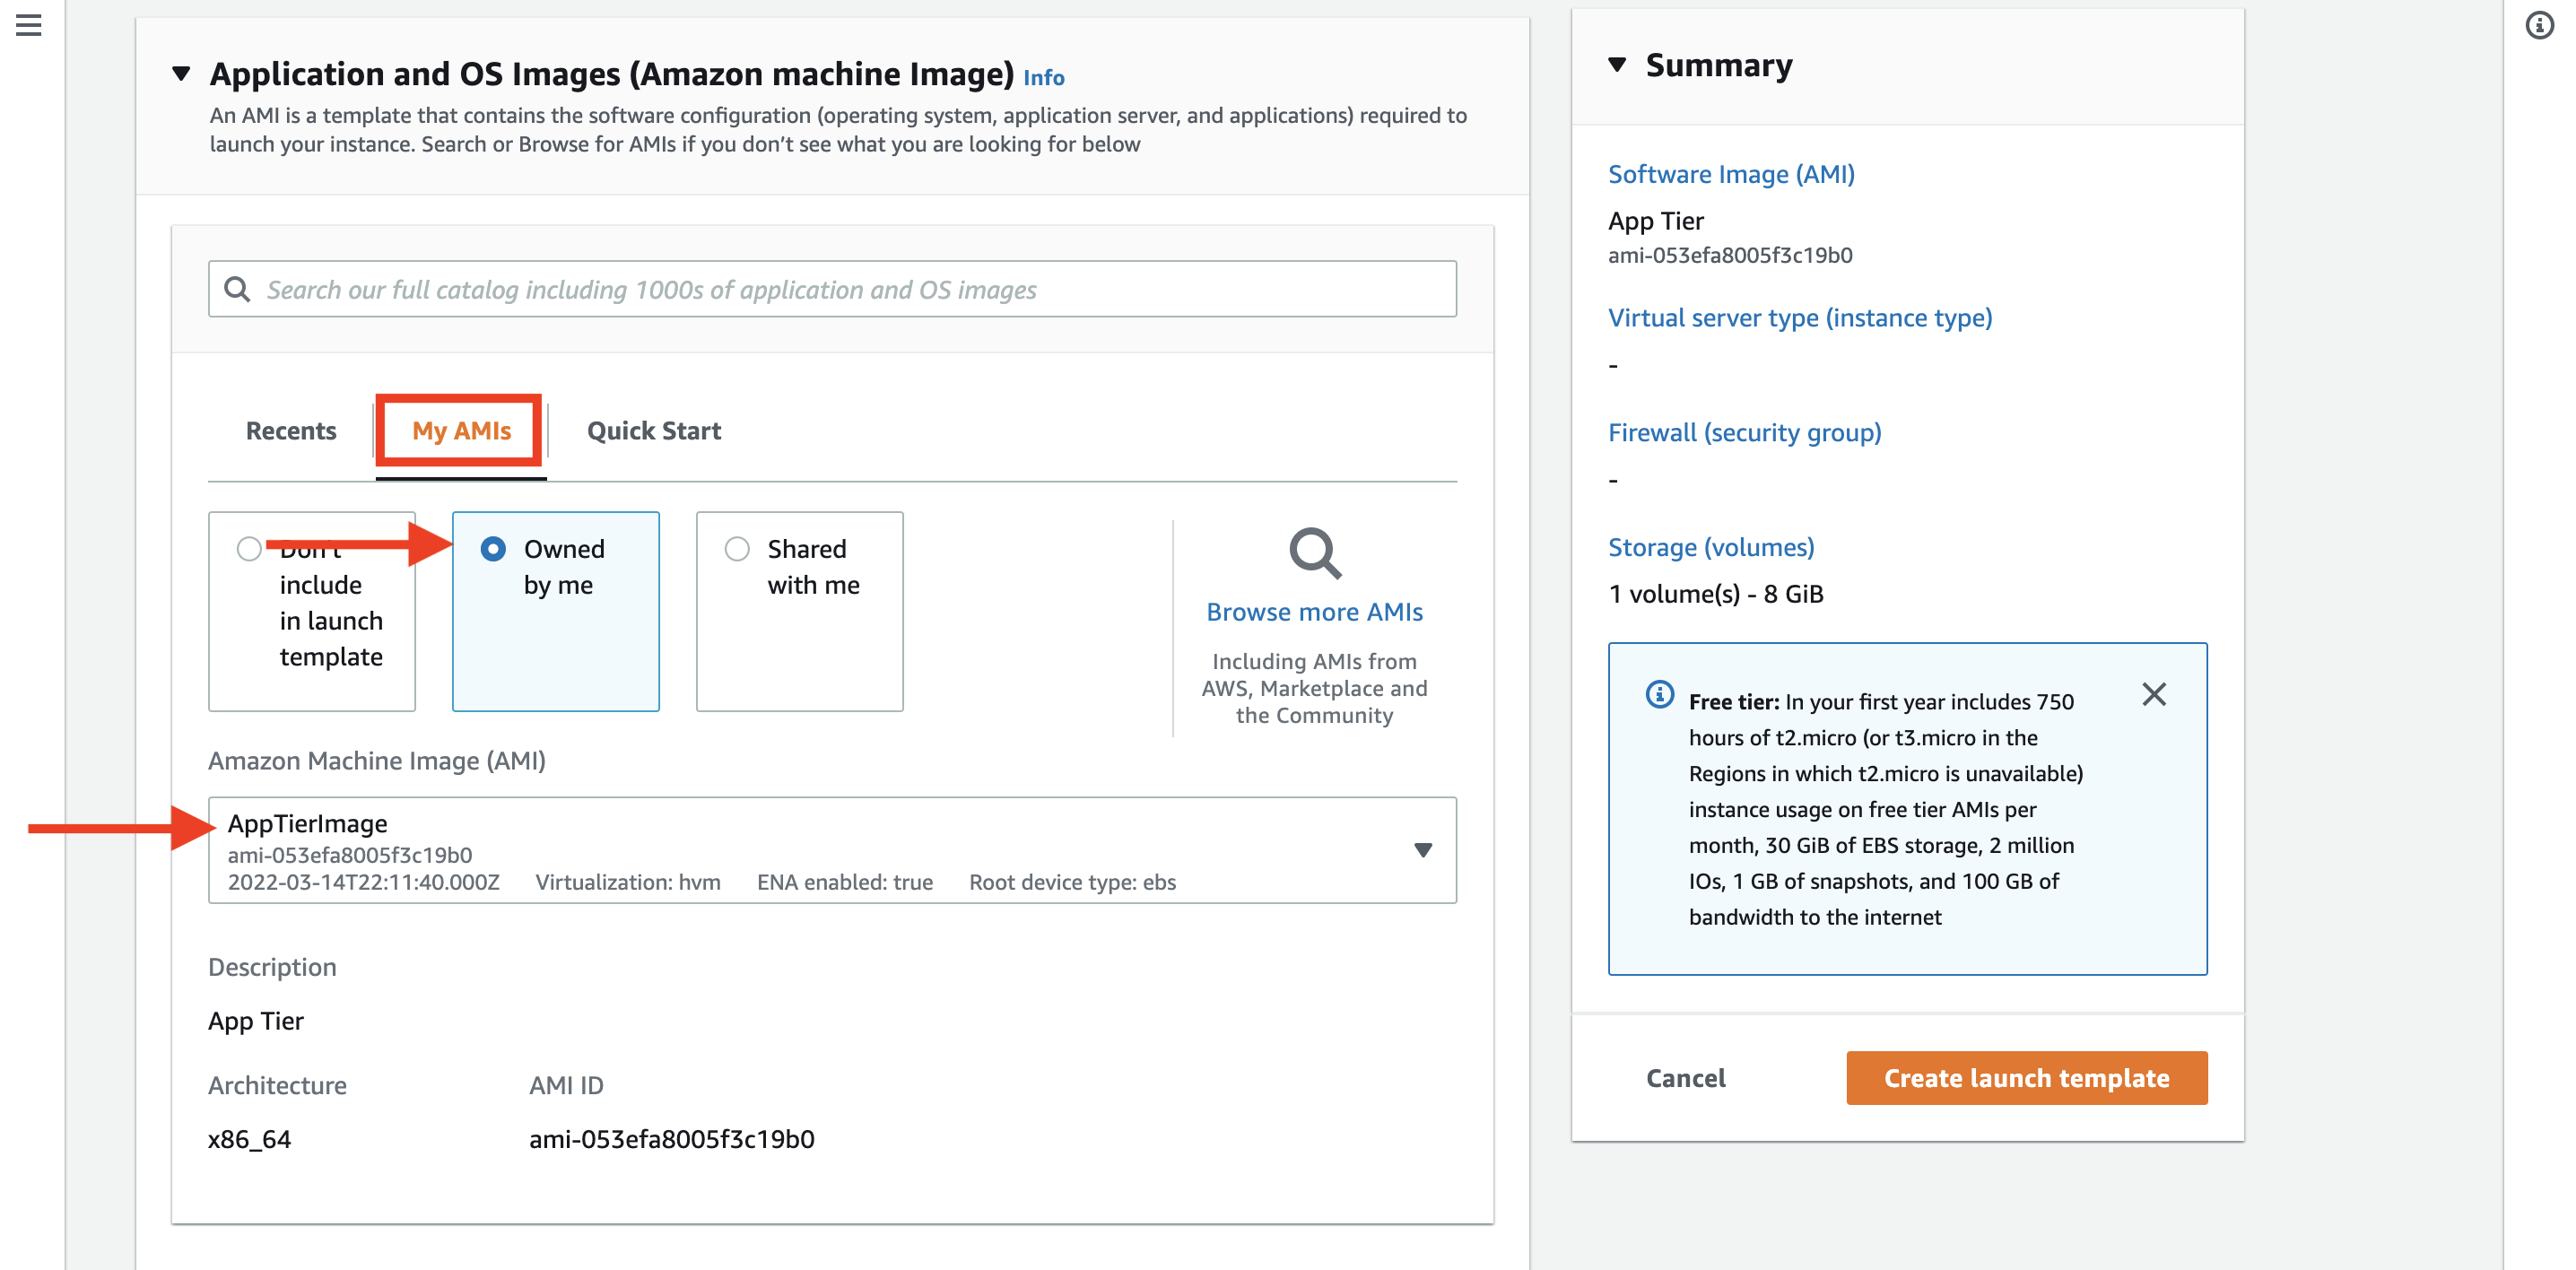 Application and OS Images (Amazon machine Image) Info
An AMI is a template that contains the software configuration (operating system, application server, and applications) required to
launch your instance. Search or Browse for AMIs if you don’t see what you are looking for below
Search our full catalog including 1000s of application and OS images
Recents
My AMIs
Quick Start
Don't
include
in launch
template
Owned
by me
Shared
with me
Browse more AMIs
Including AMIs from
AWS, Marketplace and
the Community
Amazon Machine Image (AMI)
AppTierImage
ami-053efa8005f3c19b0
2022-03-14T22:11:40.000Z Virtualization: hvm ENA enabled: true Root device type: ebs
Description
App Tier
Architecture AMI ID
x86_64 ami-053efa8005f3c19b0
Summary
Software Image (AMI)
App Tier
ami-053efa8005f3c19b0
Virtual server type (instance type)
-
Firewall (security group)
-
Storage (volumes)
1 volume(s) - 8 GiB
Free tier: In your first year includes 750
hours of t2.micro (or t3.micro in the
Regions in which t2.micro is unavailable)
instance usage on free tier AMIs per
month, 30 GiB of EBS storage, 2 million
IOs, 1 GB of snapshots, and 100 GB of
bandwidth to the internet
Cancel
Create launch template